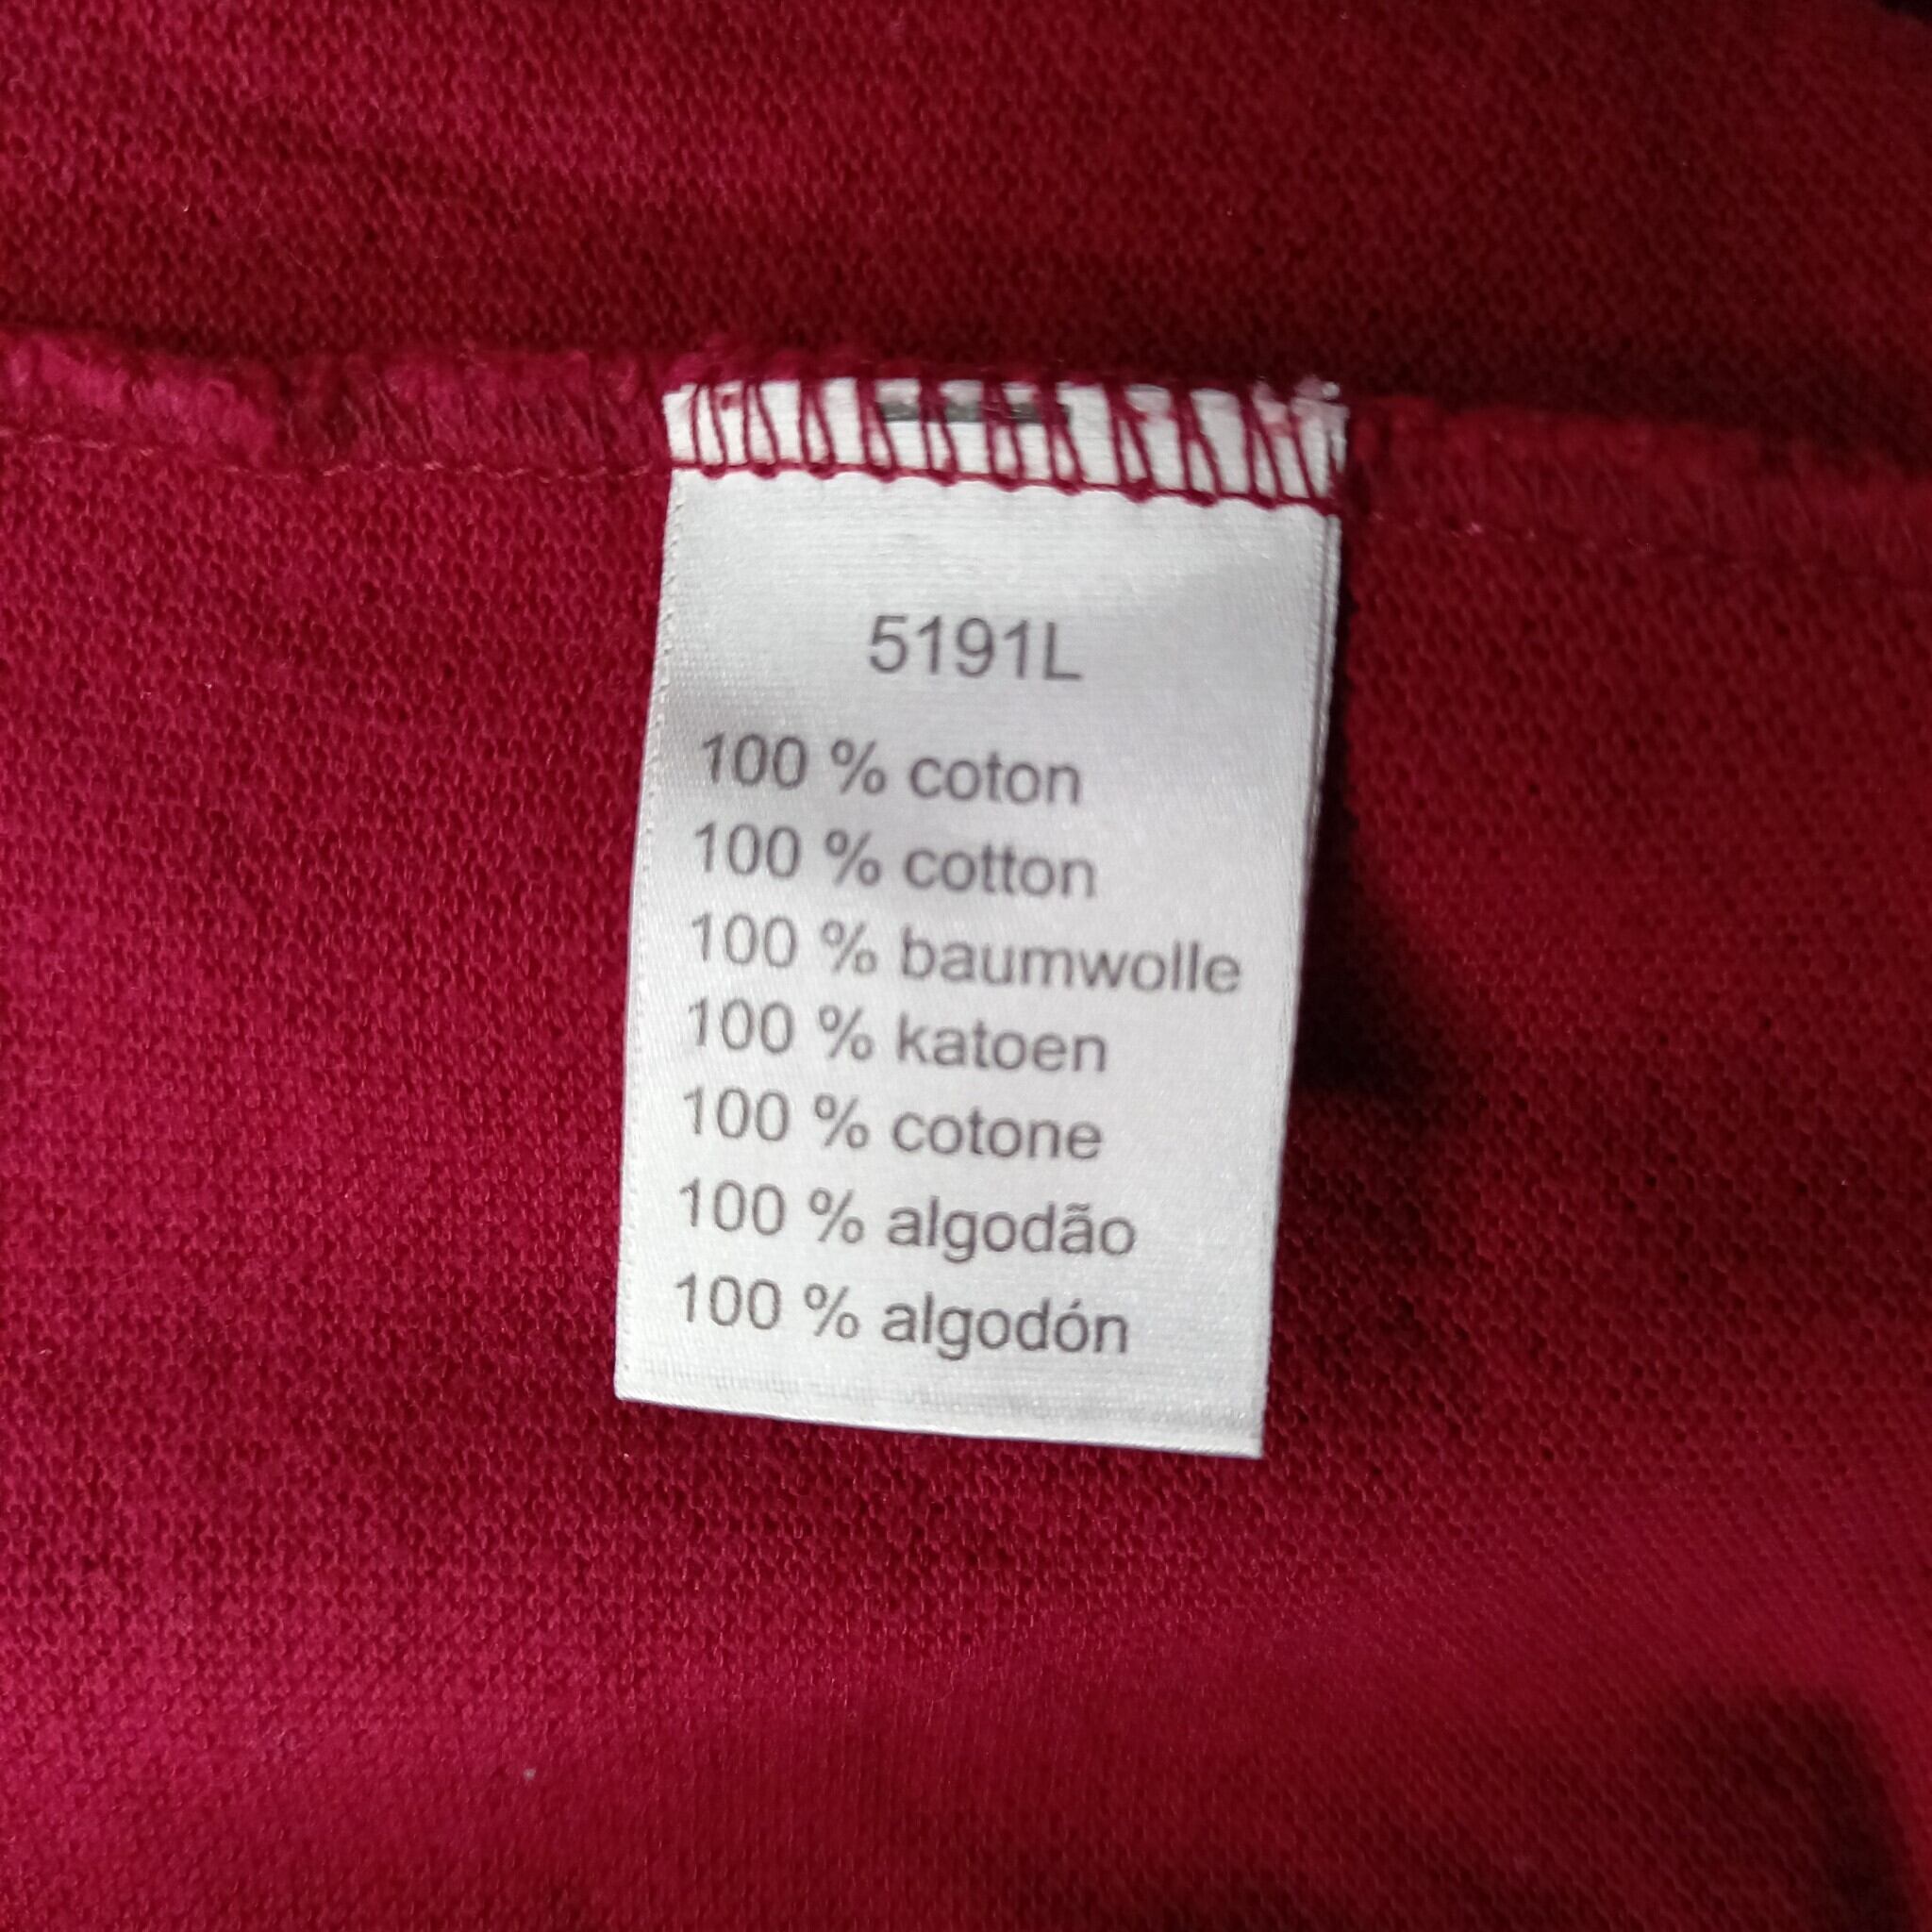 5191L
100 % coton
100 % cotton
100 % baumwolle
100 % katoen
100 % cotone
100 % algodão
100 % algodón